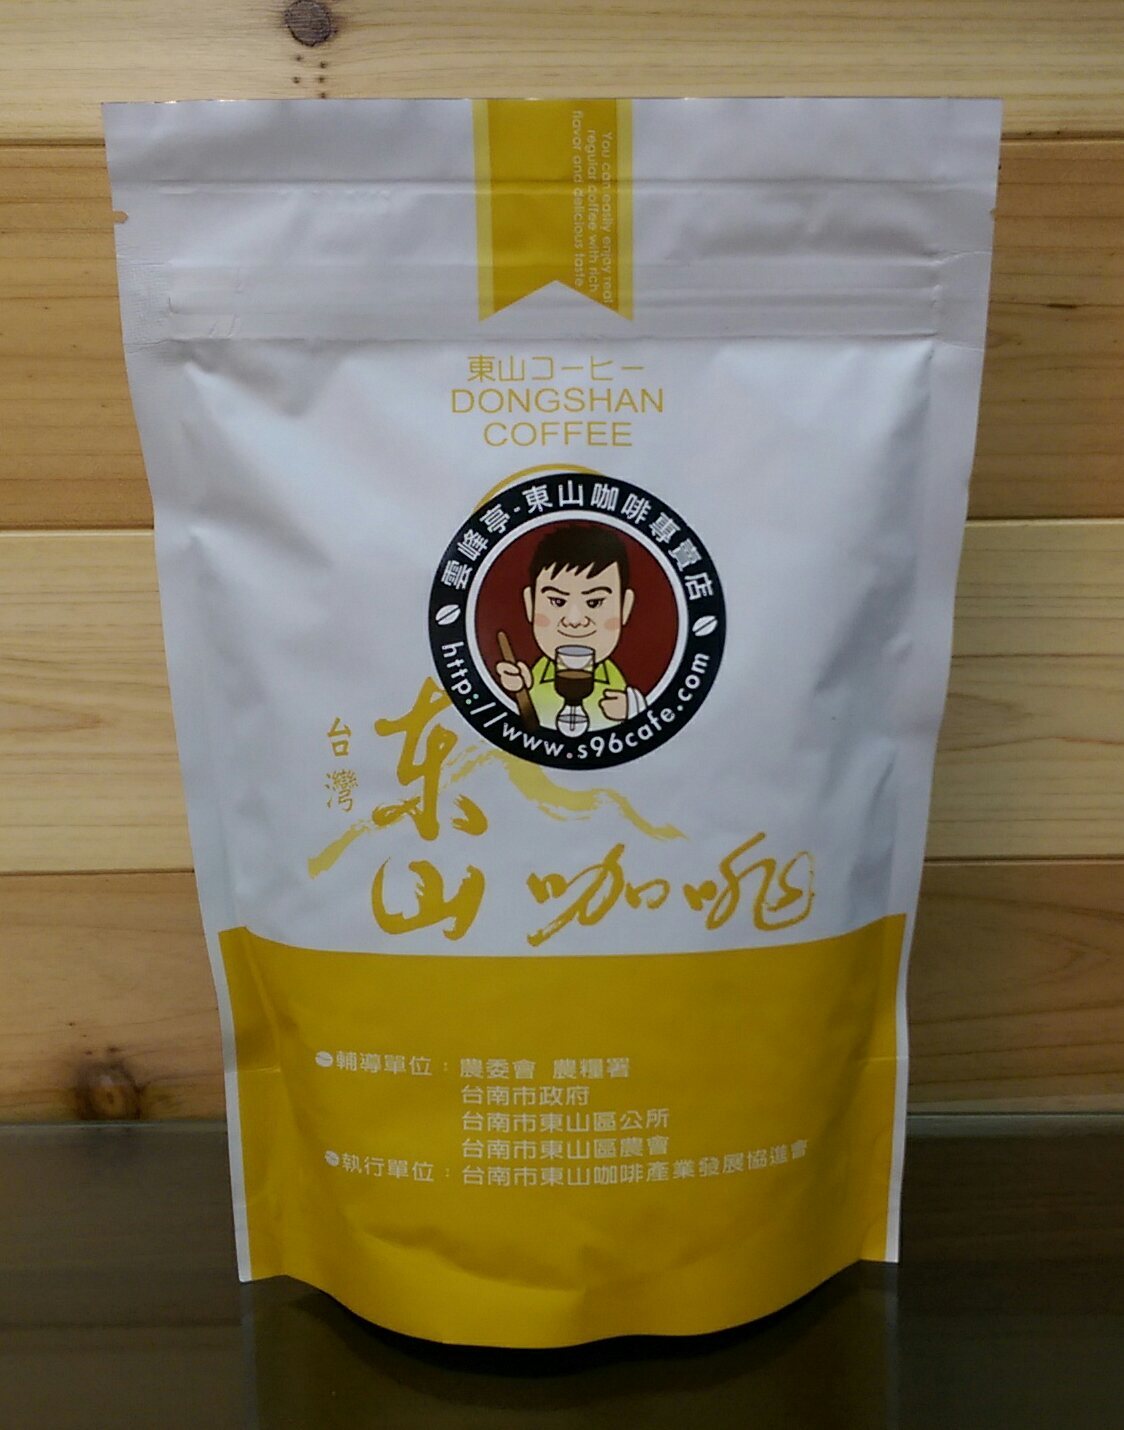 You can easily enjoy real
regular coffee with rich
flavor and delicious taste
東山コーヒー
DONGSHAN
COFFEE
雲峰亭-東山咖啡專賣店
http://www.s96cafe.com
台灣
东山咖啡
輔導單位：農委會 農糧署
台南市政府
台南市東山區公所
台南市東山區農會
執行單位：台南市東山咖啡產業發展協進會